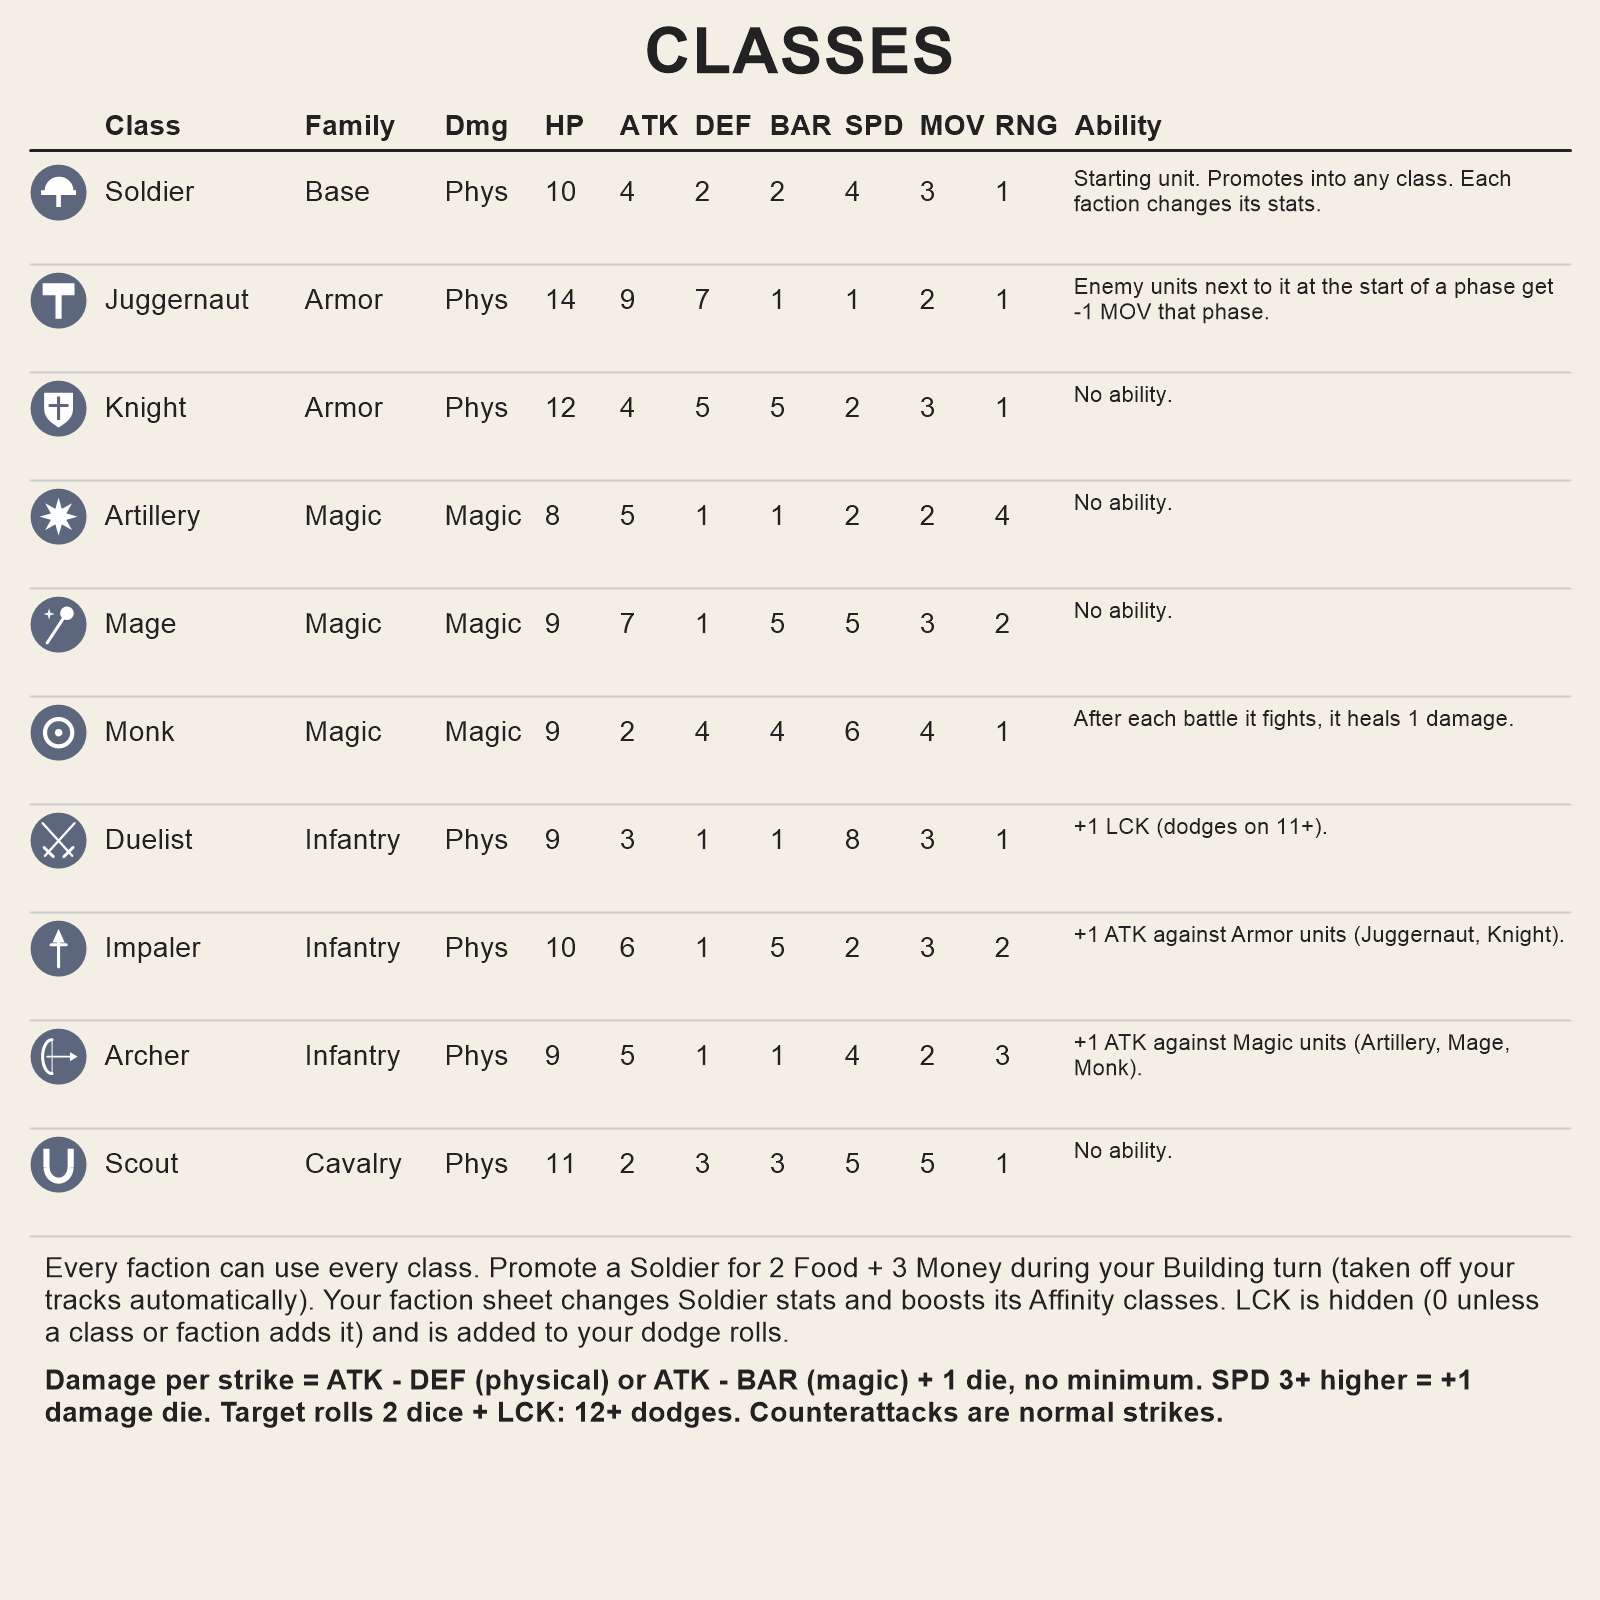 CLASSES
Class Family Dmg HP ATK DEF BAR SPD MOV RNG Ability
Soldier Base Phys 10 4 2 2 4 3 1 Starting unit. Promotes into any class. Each
faction changes its stats.
Juggernaut Armor Phys 14 9 7 1 1 2 1 Enemy units next to it at the start of a phase get
-1 MOV that phase.
Knight Armor Phys 12 4 5 5 2 3 1 No ability.
Artillery Magic Magic 8 5 1 1 2 2 4 No ability.
Mage Magic Magic 9 7 1 5 5 3 2 No ability.
Monk Magic Magic 9 2 4 4 6 4 1 After each battle it fights, it heals 1 damage.
Duelist Infantry Phys 9 3 1 1 8 3 1 +1 LCK (dodges on 11+).
Impaler Infantry Phys 10 6 1 5 2 3 2 +1 ATK against Armor units (Juggernaut, Knight).
Archer Infantry Phys 9 5 1 1 4 2 3 +1 ATK against Magic units (Artillery, Mage,
Monk).
Scout Cavalry Phys 11 2 3 3 5 5 1 No ability.
Every faction can use every class. Promote a Soldier for 2 Food + 3 Money during your Building turn (taken off your
tracks automatically). Your faction sheet changes Soldier stats and boosts its Affinity classes. LCK is hidden (0 unless
a class or faction adds it) and is added to your dodge rolls.
Damage per strike = ATK - DEF (physical) or ATK - BAR (magic) + 1 die, no minimum. SPD 3+ higher = +1
damage die. Target rolls 2 dice + LCK: 12+ dodges. Counterattacks are normal strikes.